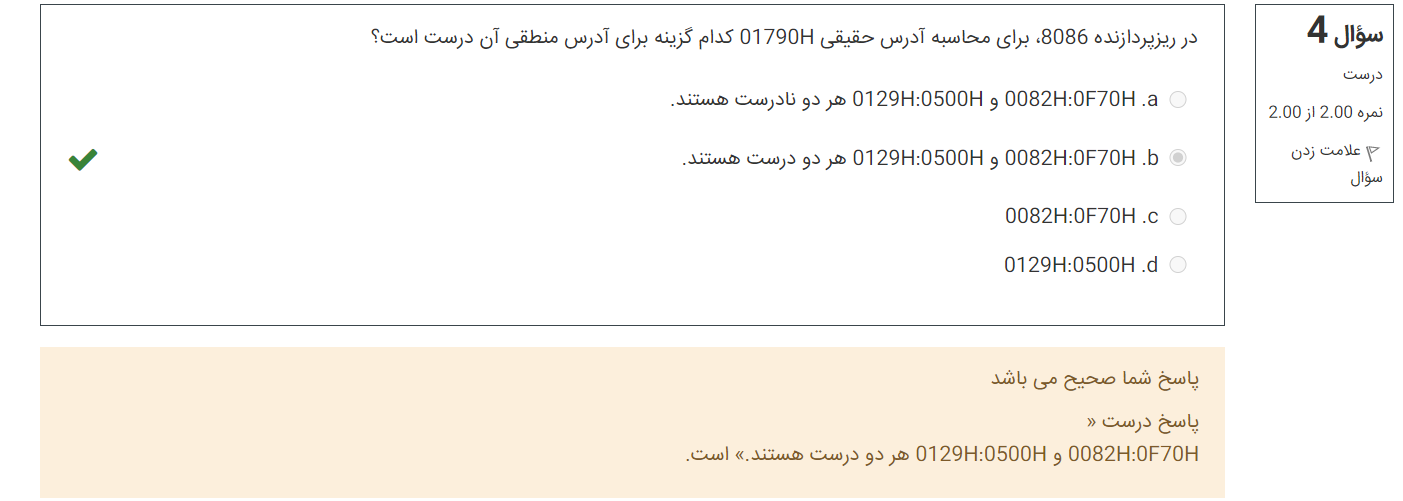 سؤال 4
درست
نمره 2.00 از 2.00
علامت زدن
سؤال
در ریزپردازنده 8086، برای محاسبه آدرس حقیقی 01790H کدام گزینه برای آدرس منطقی آن درست است؟
a. 0082H:0F70H و 0129H:0500H هر دو نادرست هستند.
b. 0082H:0F70H و 0129H:0500H هر دو درست هستند.
c. 0082H:0F70H
d. 0129H:0500H
پاسخ شما صحیح می باشد
پاسخ درست «
0082H:0F70H و 0129H:0500H هر دو درست هستند.» است.